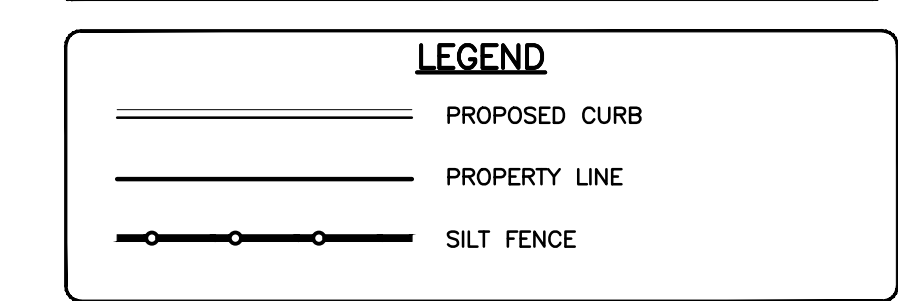 LEGEND
PROPOSED CURB
PROPERTY LINE
SILT FENCE